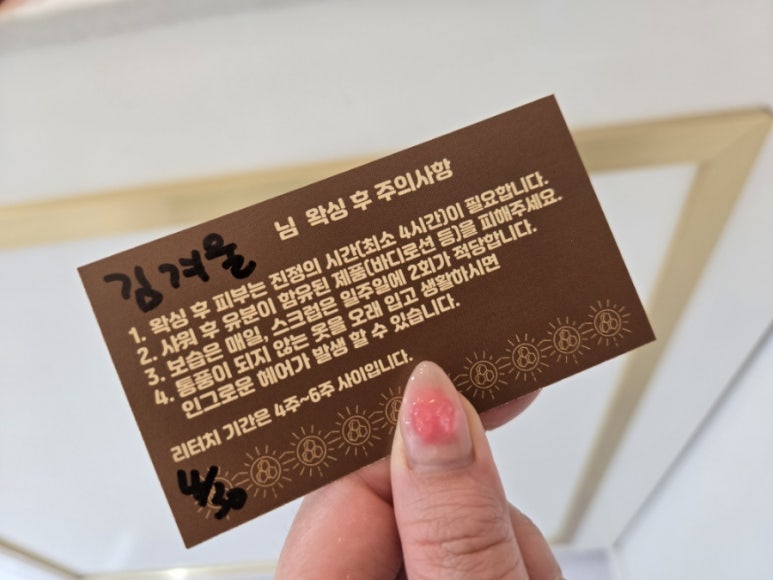 김겨울 님 왁싱 후 주의사항
1. 왁싱 후 피부는 진정의 시간(최소 4시간)이 필요합니다.
2. 샤워 후 유분이 함유된 제품(바디로션 등)을 피해주세요.
3. 보습은 매일, 스크럽은 일주일에 2회가 적당합니다.
4. 통풍이 되지 않는 옷을 오래 입고 생활하시면
인그로운 헤어가 발생 할 수 있습니다.
리터치 기간은 4주~6주 사이입니다.
4/30